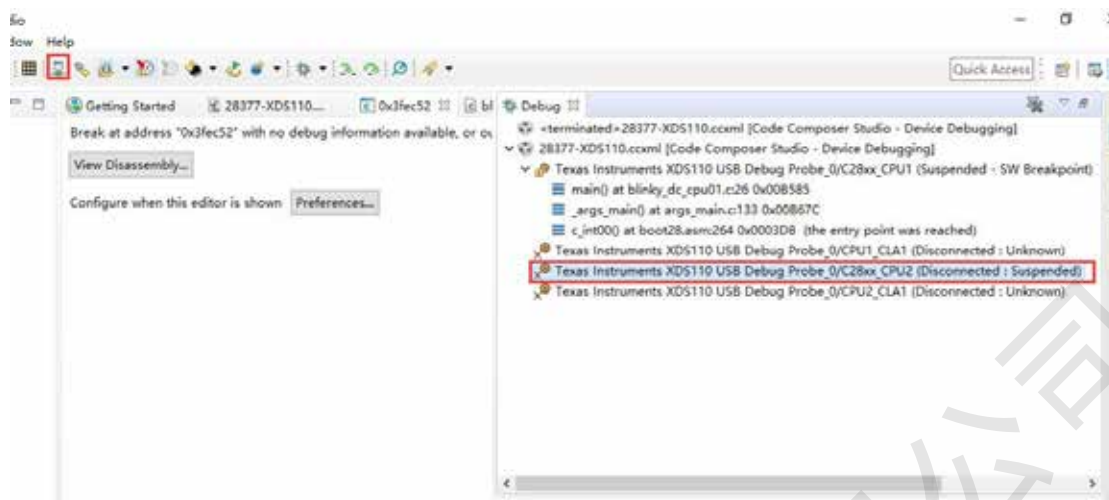 dow Help
Quick Access
Getting Started 28377-XDS110... 0x3fec52 bl Debug
Break at address "0x3fec52" with no debug information available, or ou
View Disassembly...
Configure when this editor is shown Preferences...
<terminated>28377-XDS110.ccxml [Code Composer Studio - Device Debugging]
28377-XDS110.ccxml [Code Composer Studio - Device Debugging]
Texas Instruments XDS110 USB Debug Probe_0/C28xx_CPU1 (Suspended - SW Breakpoint)
main() at blinky_dc_cpu01.c:26 0x00B585
_args_main() at args_main.c:133 0x00B67C
c_int00() at boot28.asm:264 0x0003DB (the entry point was reached)
Texas Instruments XDS110 USB Debug Probe_0/CPU1_CLA1 (Disconnected : Unknown)
Texas Instruments XDS110 USB Debug Probe_0/C28xx_CPU2 (Disconnected : Suspended)
Texas Instruments XDS110 USB Debug Probe_0/CPU2_CLA1 (Disconnected : Unknown)
司